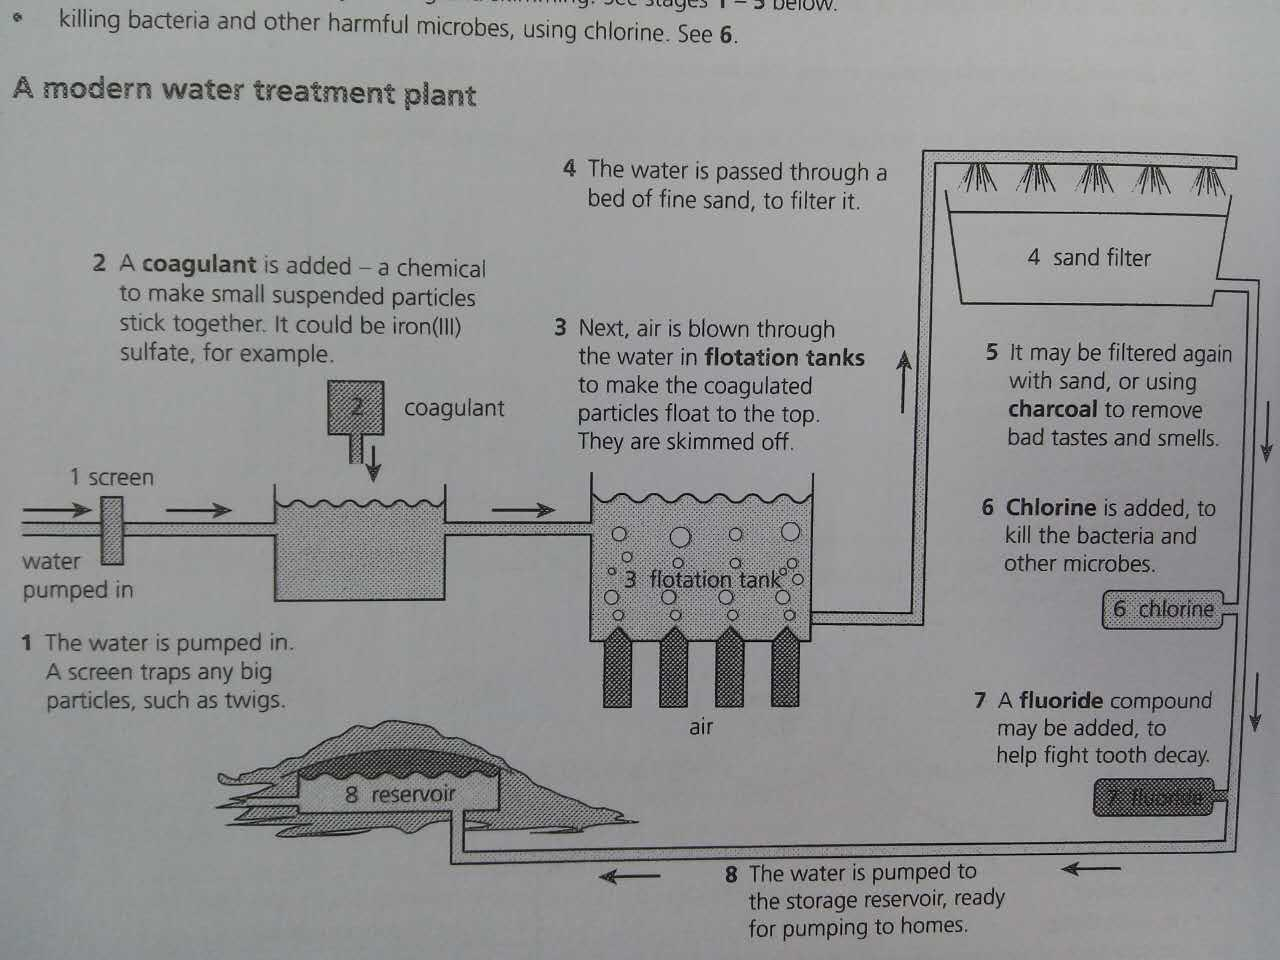 skimming. See stages 1 – 5 below.
• killing bacteria and other harmful microbes, using chlorine. See 6.
A modern water treatment plant
4 The water is passed through a
bed of fine sand, to filter it.
4 sand filter
2 A coagulant is added – a chemical
to make small suspended particles
stick together. It could be iron(III)
sulfate, for example.
2
coagulant
3 Next, air is blown through
the water in flotation tanks
to make the coagulated
particles float to the top.
They are skimmed off.
5 It may be filtered again
with sand, or using
charcoal to remove
bad tastes and smells.
1 screen
water
pumped in
3 flotation tank
6 Chlorine is added, to
kill the bacteria and
other microbes.
6 chlorine
1 The water is pumped in.
A screen traps any big
particles, such as twigs.
air
7 A fluoride compound
may be added, to
help fight tooth decay.
7 fluoride
8 reservoir
8 The water is pumped to
the storage reservoir, ready
for pumping to homes.